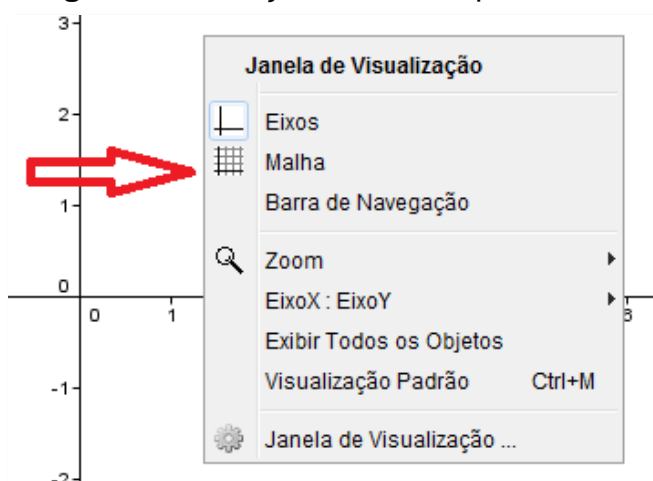 3
Janela de Visualização
2
Eixos
Malha
1
Barra de Navegação
Zoom
0
EixoX : EixoY
0
1
Exibir Todos os Objetos
-1
Visualização Padrão Ctrl+M
Janela de Visualização ...
-2